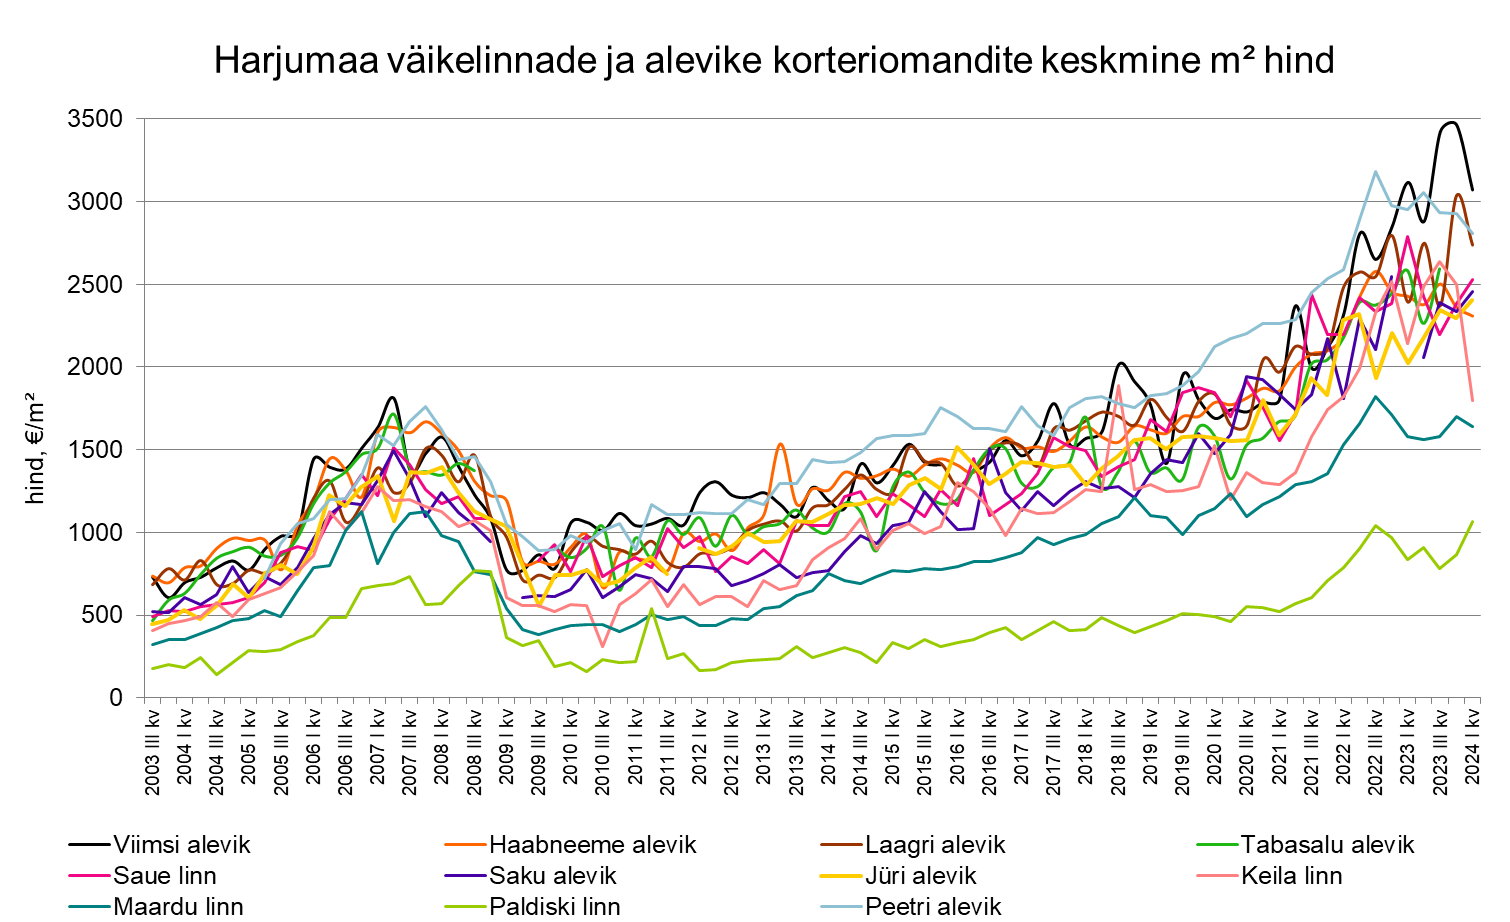 Harjumaa väikelinnade ja alevike korteriomandite keskmine m² hind
hind, €/m²
3500
3000
2500
2000
1500
1000
500
0
2003 III kv
2004 I kv
2004 III kv
2005 I kv
2005 III kv
2006 I kv
2006 III kv
2007 I kv
2007 III kv
2008 I kv
2008 III kv
2009 I kv
2009 III kv
2010 I kv
2010 III kv
2011 I kv
2011 III kv
2012 I kv
2012 III kv
2013 I kv
2013 III kv
2014 I kv
2014 III kv
2015 I kv
2015 III kv
2016 I kv
2016 III kv
2017 I kv
2017 III kv
2018 I kv
2018 III kv
2019 I kv
2019 III kv
2020 I kv
2020 III kv
2021 I kv
2021 III kv
2022 I kv
2022 III kv
2023 I kv
2023 III kv
2024 I kv
Viimsi alevik
Haabneeme alevik
Laagri alevik
Tabasalu alevik
Saue linn
Saku alevik
Jüri alevik
Keila linn
Maardu linn
Paldiski linn
Peetri alevik